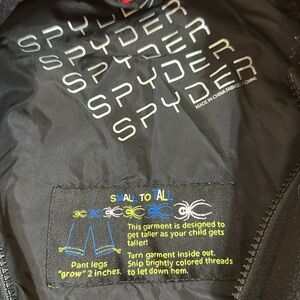 SPYDER
SPYDER
SPYDER
SPYDER
SPYDER
MADE IN CHINA
SMALL TO TALL
This garment is designed to
get taller as your child gets
taller!
Turn garment inside out.
Snip brightly colored threads
to let down hem.
Pant legs
"grow" 2 inches.